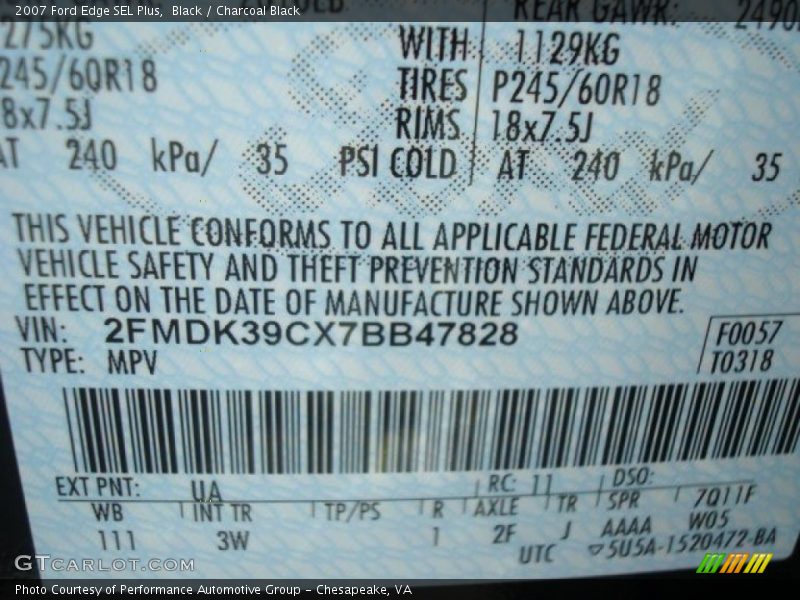 2007 Ford Edge SEL Plus, Black / Charcoal Black
REAR GAWR: 2490
275KG WITH 1129KG
245/60R18 TIRES P245/60R18
8x7.5J RIMS 18x7.5J
AT 240 kPa/ 35 PSI COLD AT 240 kPa/ 35
THIS VEHICLE CONFORMS TO ALL APPLICABLE FEDERAL MOTOR
VEHICLE SAFETY AND THEFT PREVENTION STANDARDS IN
EFFECT ON THE DATE OF MANUFACTURE SHOWN ABOVE.
VIN: 2FMDK39CX7BB47828 F0057
TYPE: MPV T0318
EXT PNT: UA RC: 11 DSO:
WB INT TR TP/PS R AXLE TR SPR 7Q11F
111 3W 1 2F J AAAA W05
UTC ▽5U5A-1520472-BA
GTCARLOT.COM
Photo Courtesy of Performance Automotive Group - Chesapeake, VA